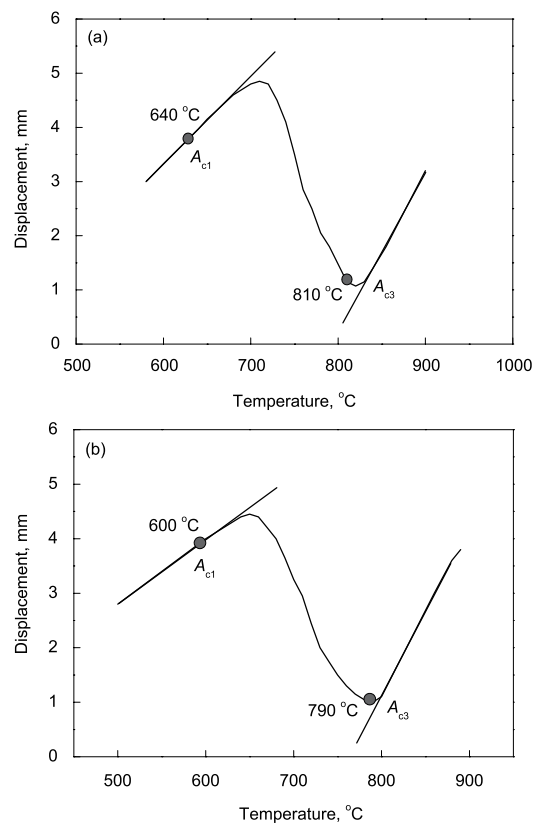 (a)
6
5
4
3
2
1
0
Displacement, mm
640 °C
Ac1
810 °C
Ac3
500 600 700 800 900 1000
Temperature, °C
(b)
6
5
4
3
2
1
0
Displacement, mm
600 °C
Ac1
790 °C
Ac3
500 600 700 800 900
Temperature, °C